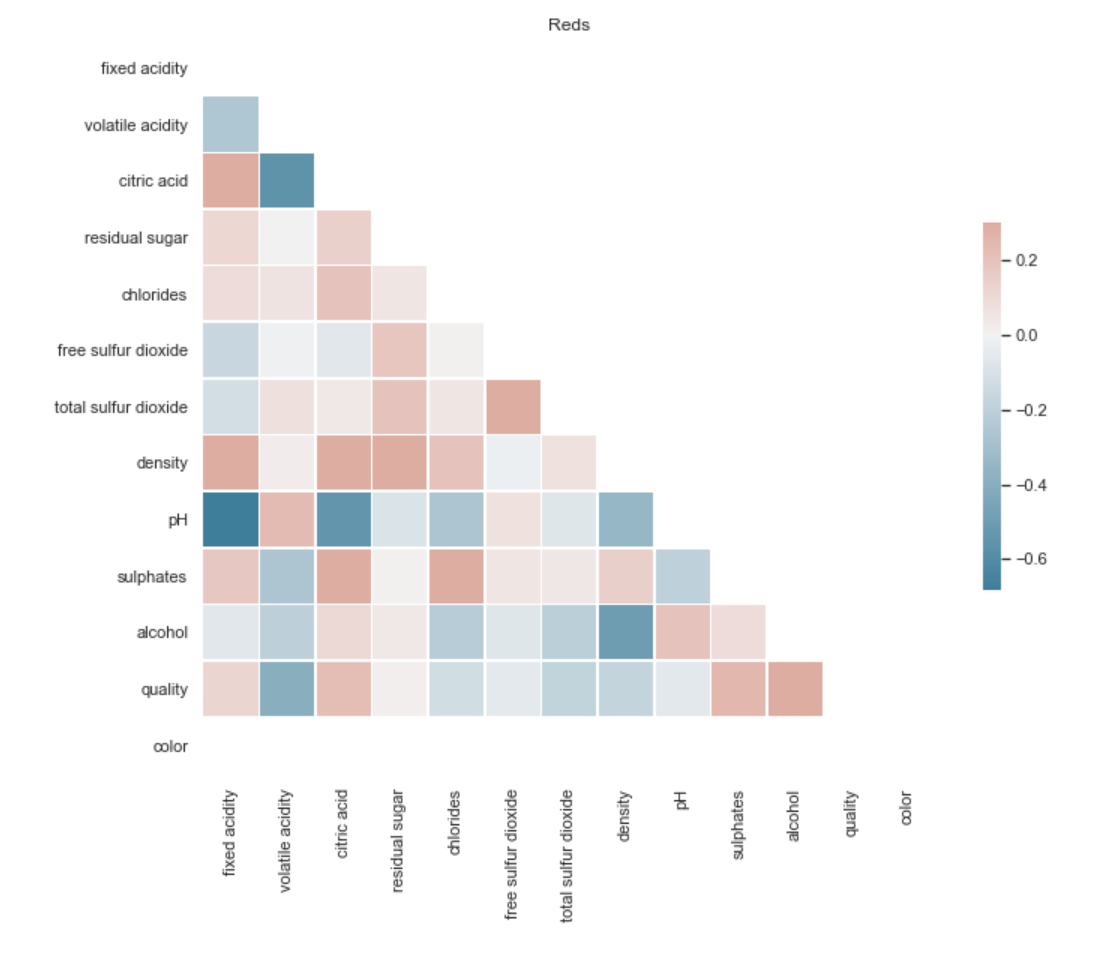 Reds
fixed acidity
volatile acidity
citric acid
residual sugar
chlorides
free sulfur dioxide
total sulfur dioxide
density
pH
sulphates
alcohol
quality
color
0.2
0.0
−0.2
−0.4
−0.6
fixed acidity
volatile acidity
citric acid
residual sugar
chlorides
free sulfur dioxide
total sulfur dioxide
density
pH
sulphates
alcohol
quality
color